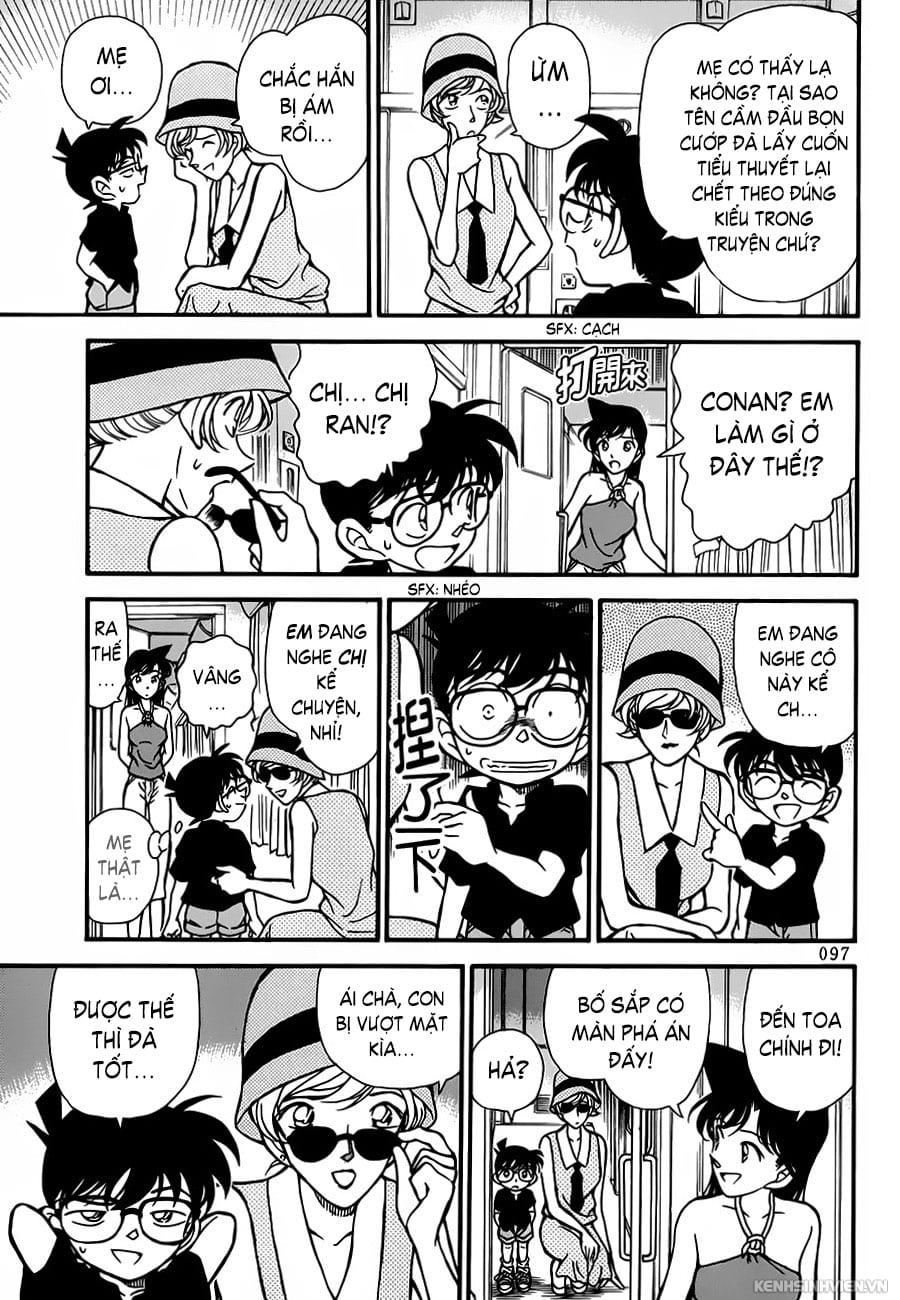 MẸ CÓ THẤY LẠ
KHÔNG? TẠI SAO
TÊN CẦM ĐẦU BỌN
CƯỚP ĐÃ LẤY CUỐN
TIỂU THUYẾT LẠI
CHẾT THEO ĐÚNG
KIỂU TRONG
TRUYỆN CHỨ?
ỪM
...
CHẮC HẲN
BỊ ÁM
RỒI...
MẸ
ƠI...
SFX: CẠCH
CONAN? EM
LÀM GÌ Ở
ĐÂY THẾ!?
打開來
CHỊ... CHỊ
RAN!?
SFX: NHÉO
EM ĐANG
NGHE CÔ
NÀY KỂ
CH...
捏了一下
EM ĐANG
NGHE CHỊ
KỂ
CHUYỆN,
NHỈ!
VÂNG
...
RA
THẾ
...
MẸ
THẬT
LÀ...
097
ĐẾN TOA
CHÍNH ĐI!
BỐ SẮP CÓ
MÀN PHÁ ÁN
ĐẤY!
HẢ?
ÁI CHÀ, CON
BỊ VƯỢT MẶT
KÌA...
ĐƯỢC THẾ
THÌ ĐÃ
TỐT...
KENHSINHVIEN.VN